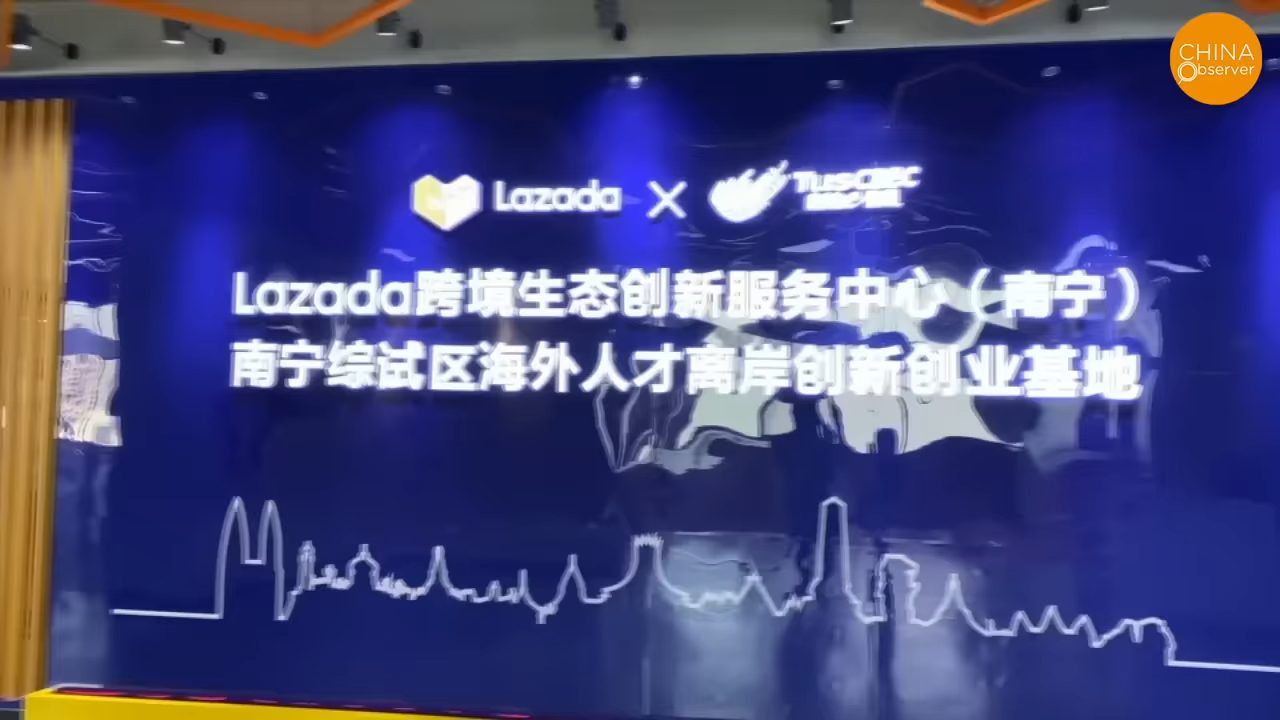 CHINA
Observer
Lazada × TusCAEC
Lazada跨境生态创新服务中心（南宁）
南宁综试区海外人才离岸创新创业基地